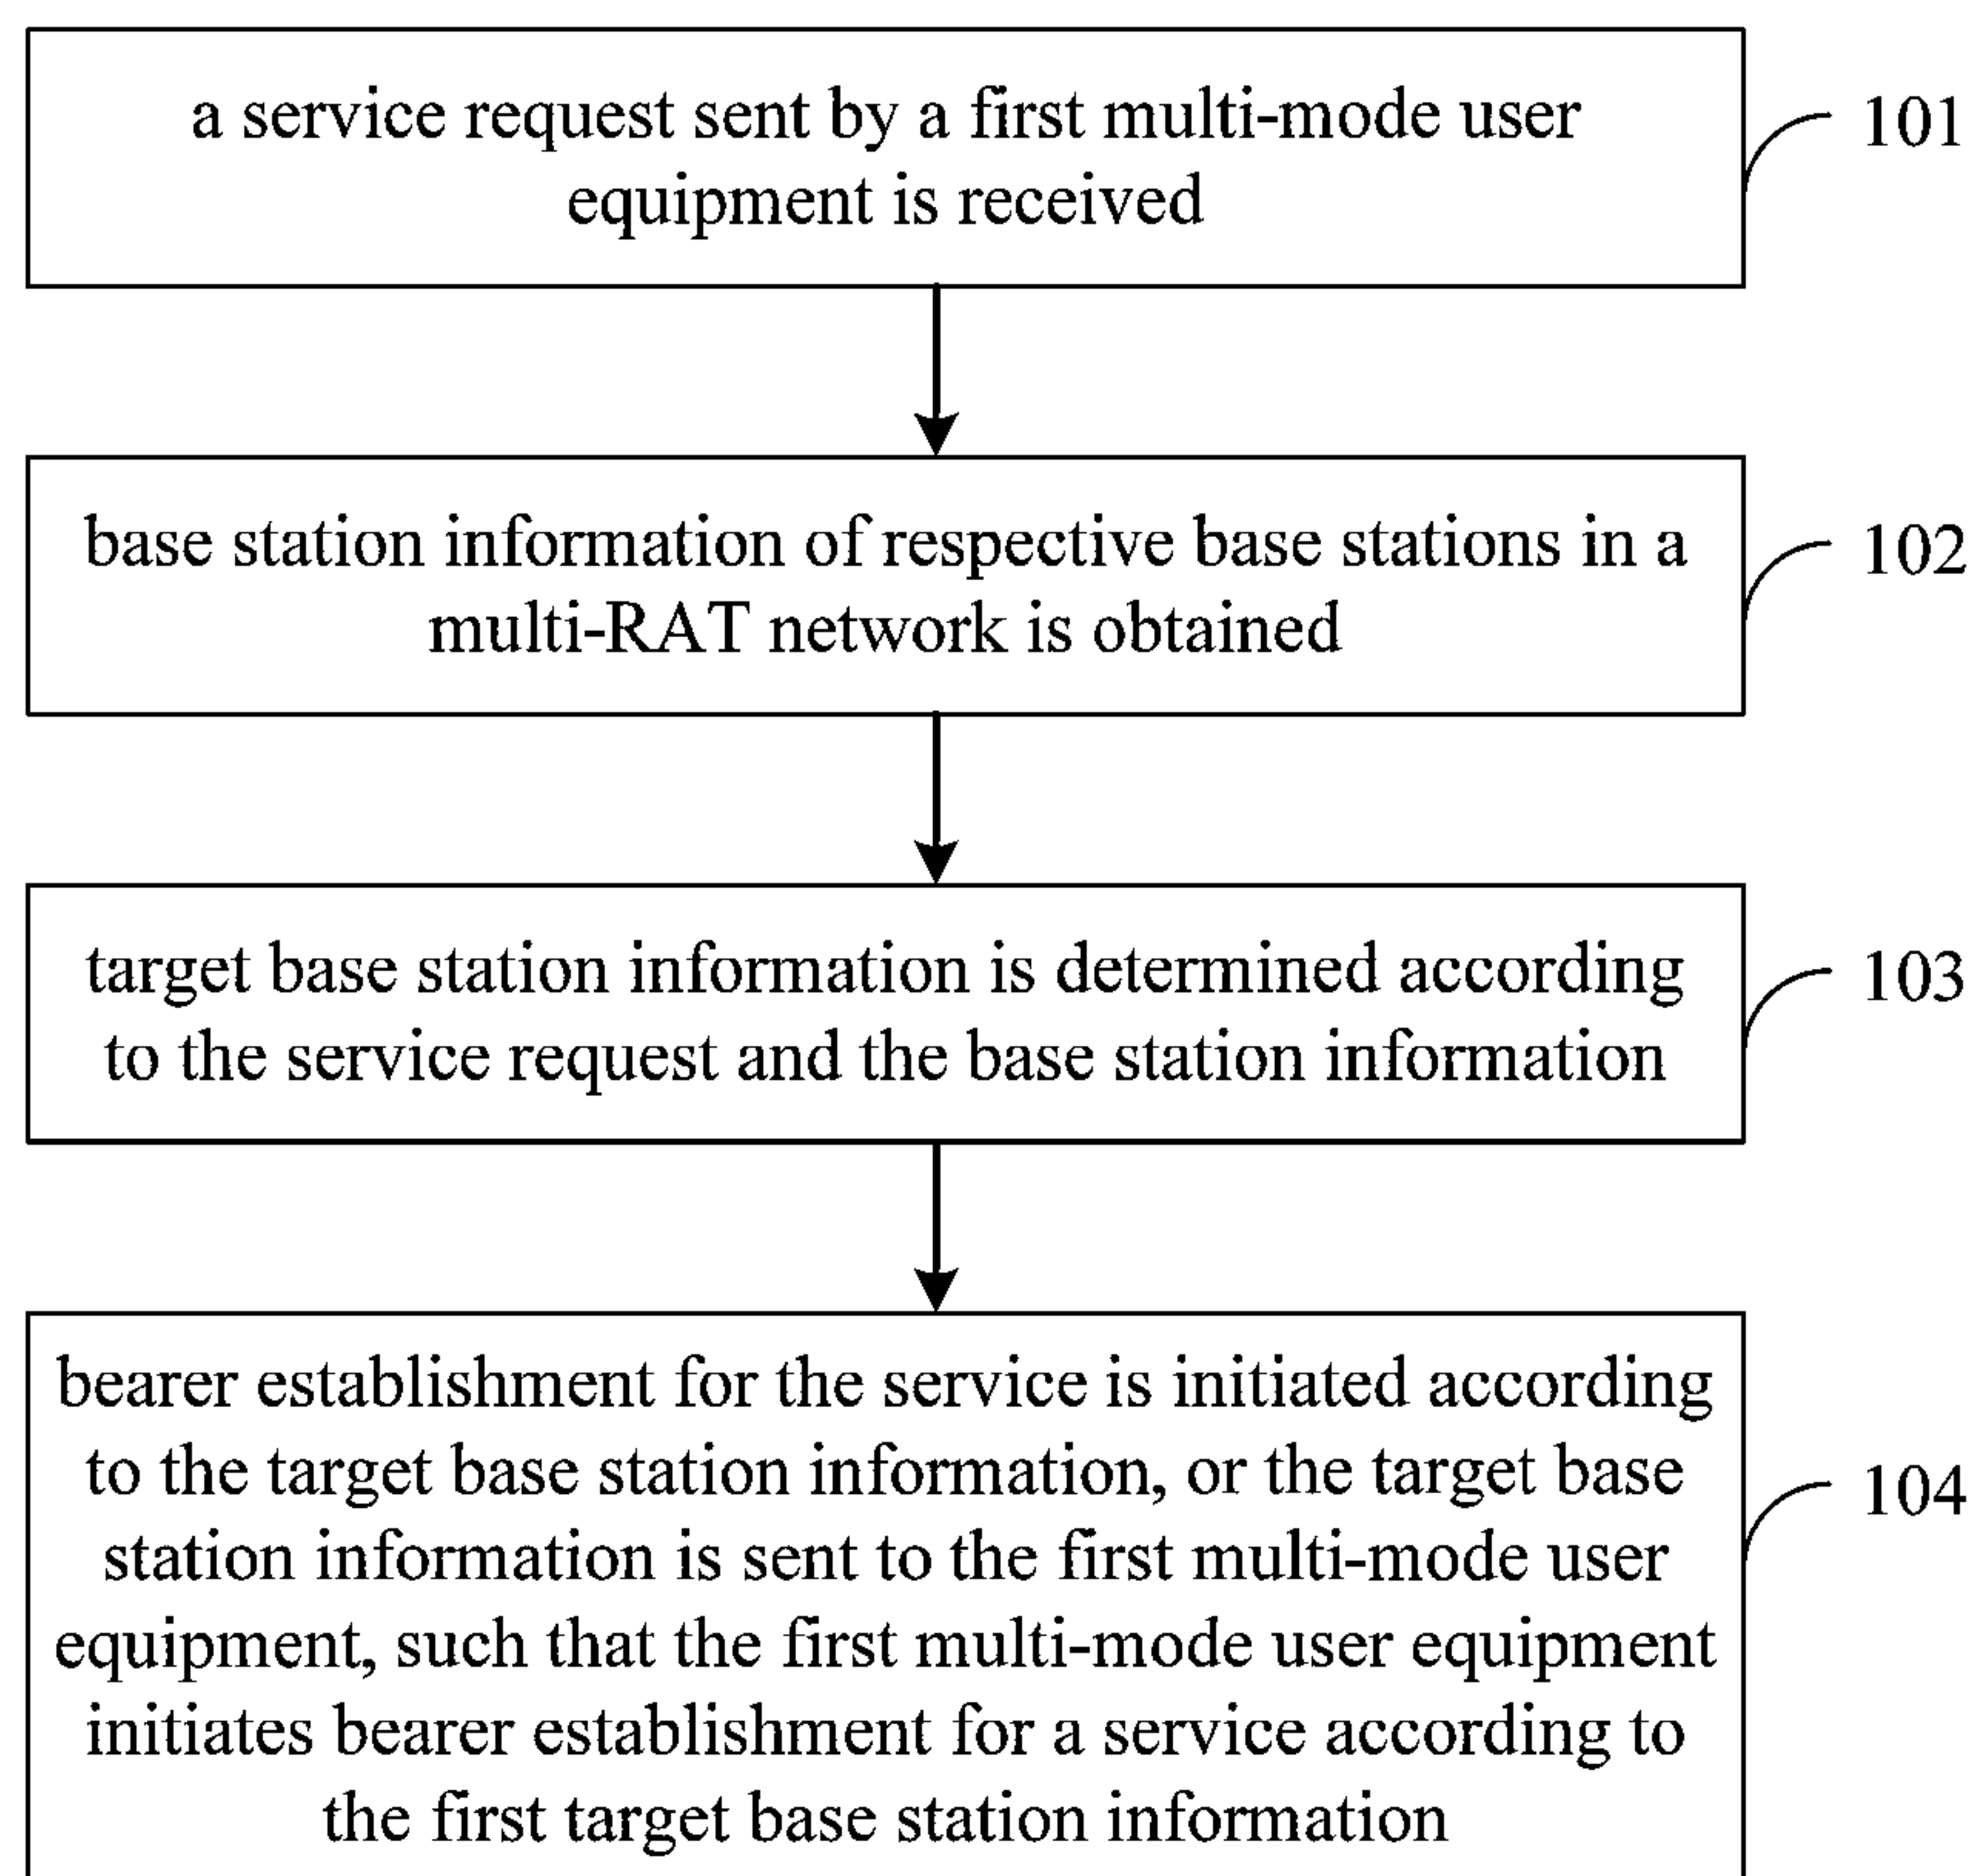 a service request sent by a first multi-mode user
equipment is received
101
base station information of respective base stations in a
multi-RAT network is obtained
102
target base station information is determined according
to the service request and the base station information
103
bearer establishment for the service is initiated according
to the target base station information, or the target base
station information is sent to the first multi-mode user
equipment, such that the first multi-mode user equipment
initiates bearer establishment for a service according to
the first target base station information
104